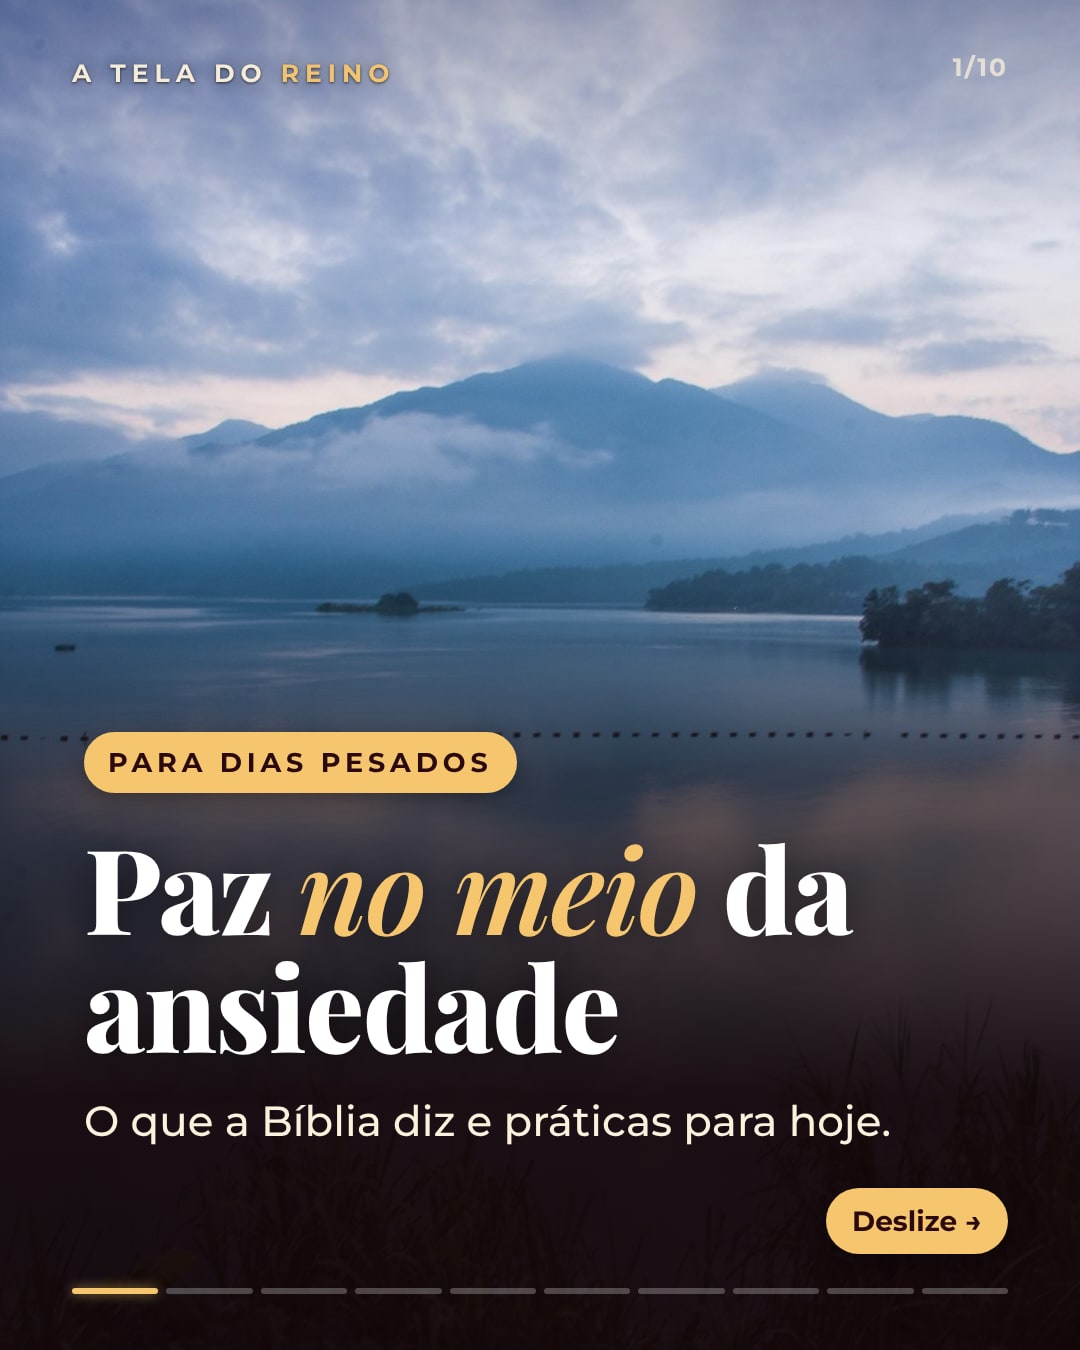 A TELA DO REINO
1/10
PARA DIAS PESADOS
Paz no meio da
ansiedade
O que a Bíblia diz e práticas para hoje.
Deslize →